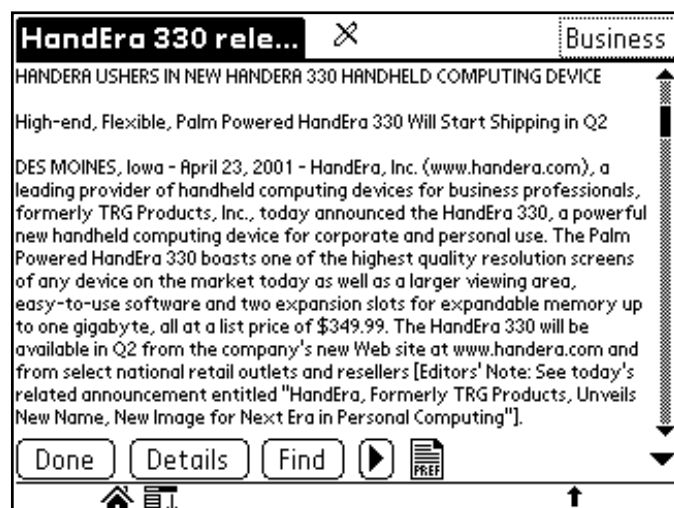 HandEra 330 rele...
Business
HANDERA USHERS IN NEW HANDERA 330 HANDHELD COMPUTING DEVICE
High-end, Flexible, Palm Powered HandEra 330 Will Start Shipping in Q2
DES MOINES, Iowa - April 23, 2001 - HandEra, Inc. (www.handera.com), a
leading provider of handheld computing devices for business professionals,
formerly TRG Products, Inc., today announced the HandEra 330, a powerful
new handheld computing device for corporate and personal use. The Palm
Powered HandEra 330 boasts one of the highest quality resolution screens
of any device on the market today as well as a larger viewing area,
easy-to-use software and two expansion slots for expandable memory up
to one gigabyte, all at a list price of $349.99. The HandEra 330 will be
available in Q2 from the company's new Web site at www.handera.com and
from select national retail outlets and resellers [Editors' Note: See today's
related announcement entitled "HandEra, Formerly TRG Products, Unveils
New Name, New Image for Next Era in Personal Computing"].
Done Details Find PREF